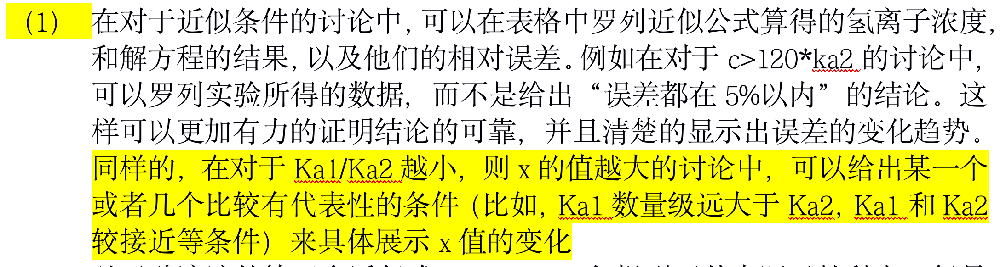 （1） 在对于近似条件的讨论中，可以在表格中罗列近似公式算得的氢离子浓度，
和解方程的结果，以及他们的相对误差。例如在对于 c>120*ka2 的讨论中，
可以罗列实验所得的数据，而不是给出“误差都在 5%以内”的结论。这
样可以更加有力的证明结论的可靠，并且清楚的显示出误差的变化趋势。
同样的，在对于 Ka1/Ka2 越小，则 x 的值越大的讨论中，可以给出某一个
或者几个比较有代表性的条件（比如，Ka1 数量级远大于 Ka2，Ka1 和 Ka2
较接近等条件）来具体展示 x 值的变化